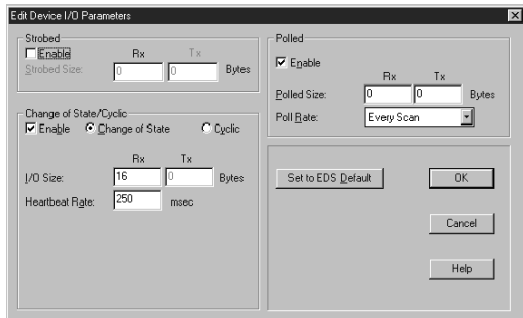 Edit Device I/O Parameters
Strobed
Enable
Rx Tx
Strobed Size: 0 0 Bytes
Change of State/Cyclic
Enable Change of State Cyclic
Rx Tx
I/O Size: 16 0 Bytes
Heartbeat Rate: 250 msec
Polled
Enable
Rx Tx
Polled Size: 0 0 Bytes
Poll Rate: Every Scan
Set to EDS Default
OK
Cancel
Help